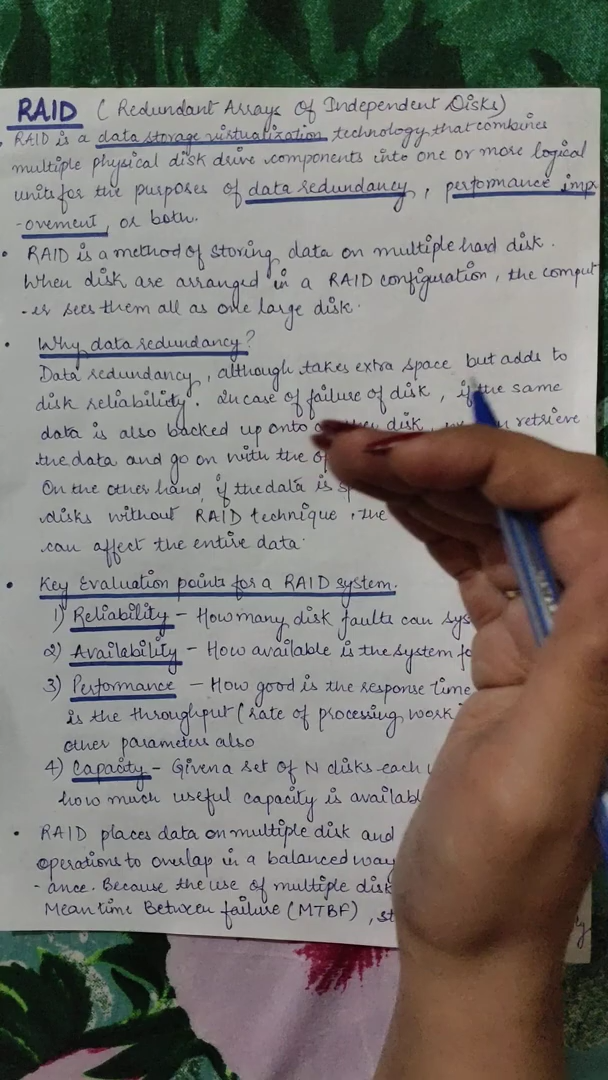 RAID ( Redundant Arrays Of Independent Disks)
RAID is a data storage virtualization technology that combines
multiple physical disk drive components into one or more logical
units for the purposes of data redundancy, performance imp
-ovement, or both.
• RAID is a method of storing data on multiple hard disk.
When disk are arranged in a RAID configuration, the comput
-er sees them all as one large disk.
• Why data redundancy?
Data redundancy, although takes extra space but adds to
disk reliability. In case of failure of disk, if the same
data is also backed up onto disk, retrieve
the data and go on with the
On the other hand, if the data is
disks without RAID technique, the
can affect the entire data.
• Key Evaluation points for a RAID system.
1) Reliability – How many disk faults can
2) Availability – How available is the system
3) Performance – How good is the response time
is the throughput (rate of processing work
other parameters also
4) Capacity – Given a set of N disks each
how much useful capacity is
• RAID places data on multiple disk and
operations to overlap in a balanced way
-ance. Because the use of multiple disk
Meantime Between failure (MTBF),